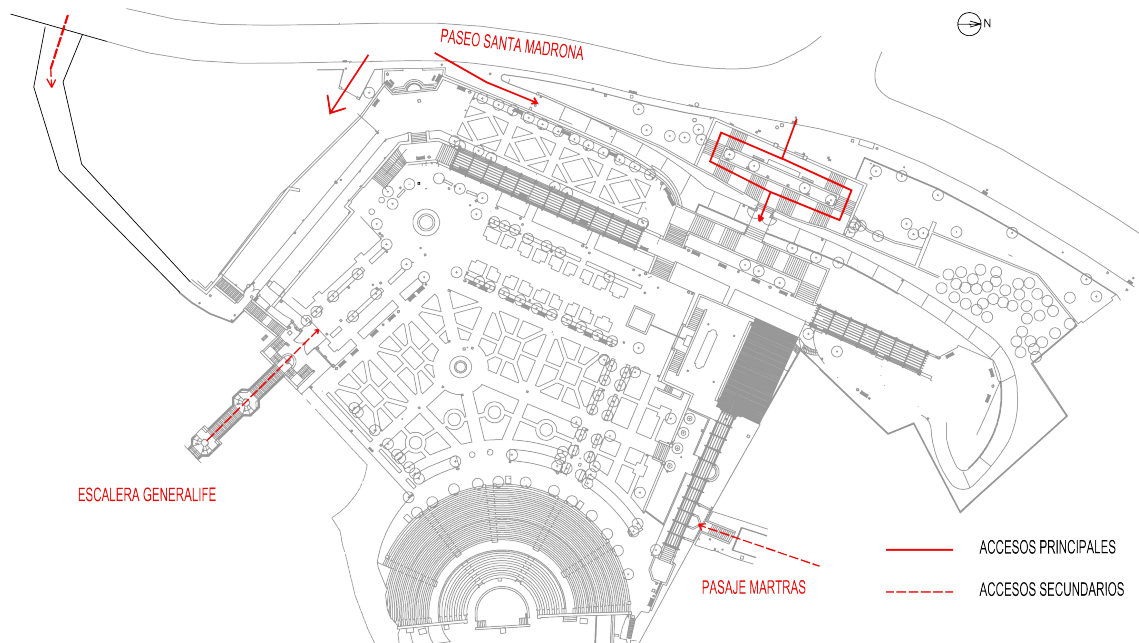 N
PASEO SANTA MADRONA
ESCALERA GENERALIFE
PASAJE MARTRAS
ACCESOS PRINCIPALES
ACCESOS SECUNDARIOS